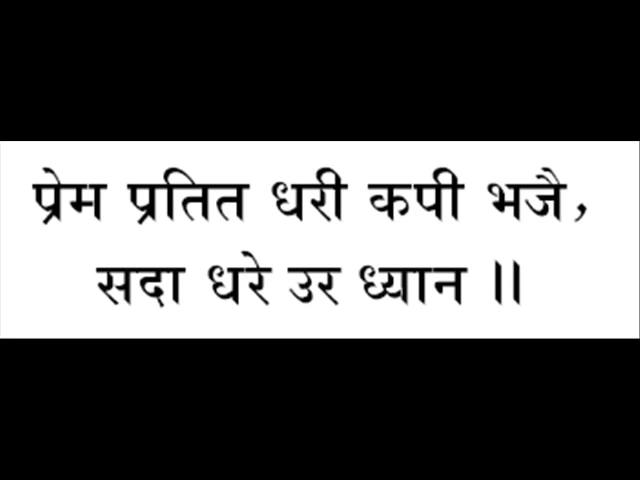 प्रेम प्रतित धरी कपी भजै,
सदा धरे उर ध्यान ॥